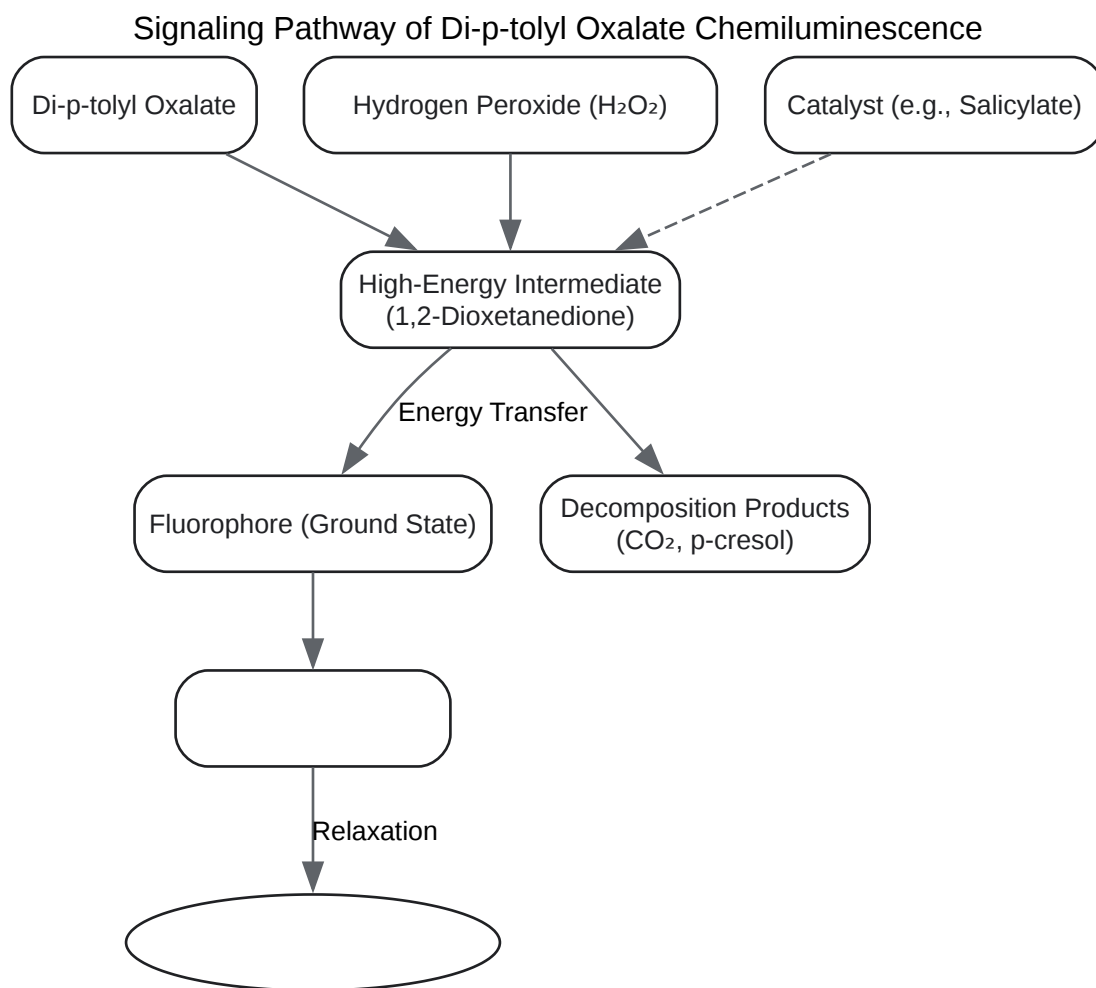 Signaling Pathway of Di-p-tolyl Oxalate Chemiluminescence
Di-p-tolyl Oxalate
Hydrogen Peroxide (H₂O₂)
Catalyst (e.g., Salicylate)
High-Energy Intermediate
(1,2-Dioxetanedione)
Energy Transfer
Fluorophore (Ground State)
Decomposition Products
(CO₂, p-cresol)
Relaxation